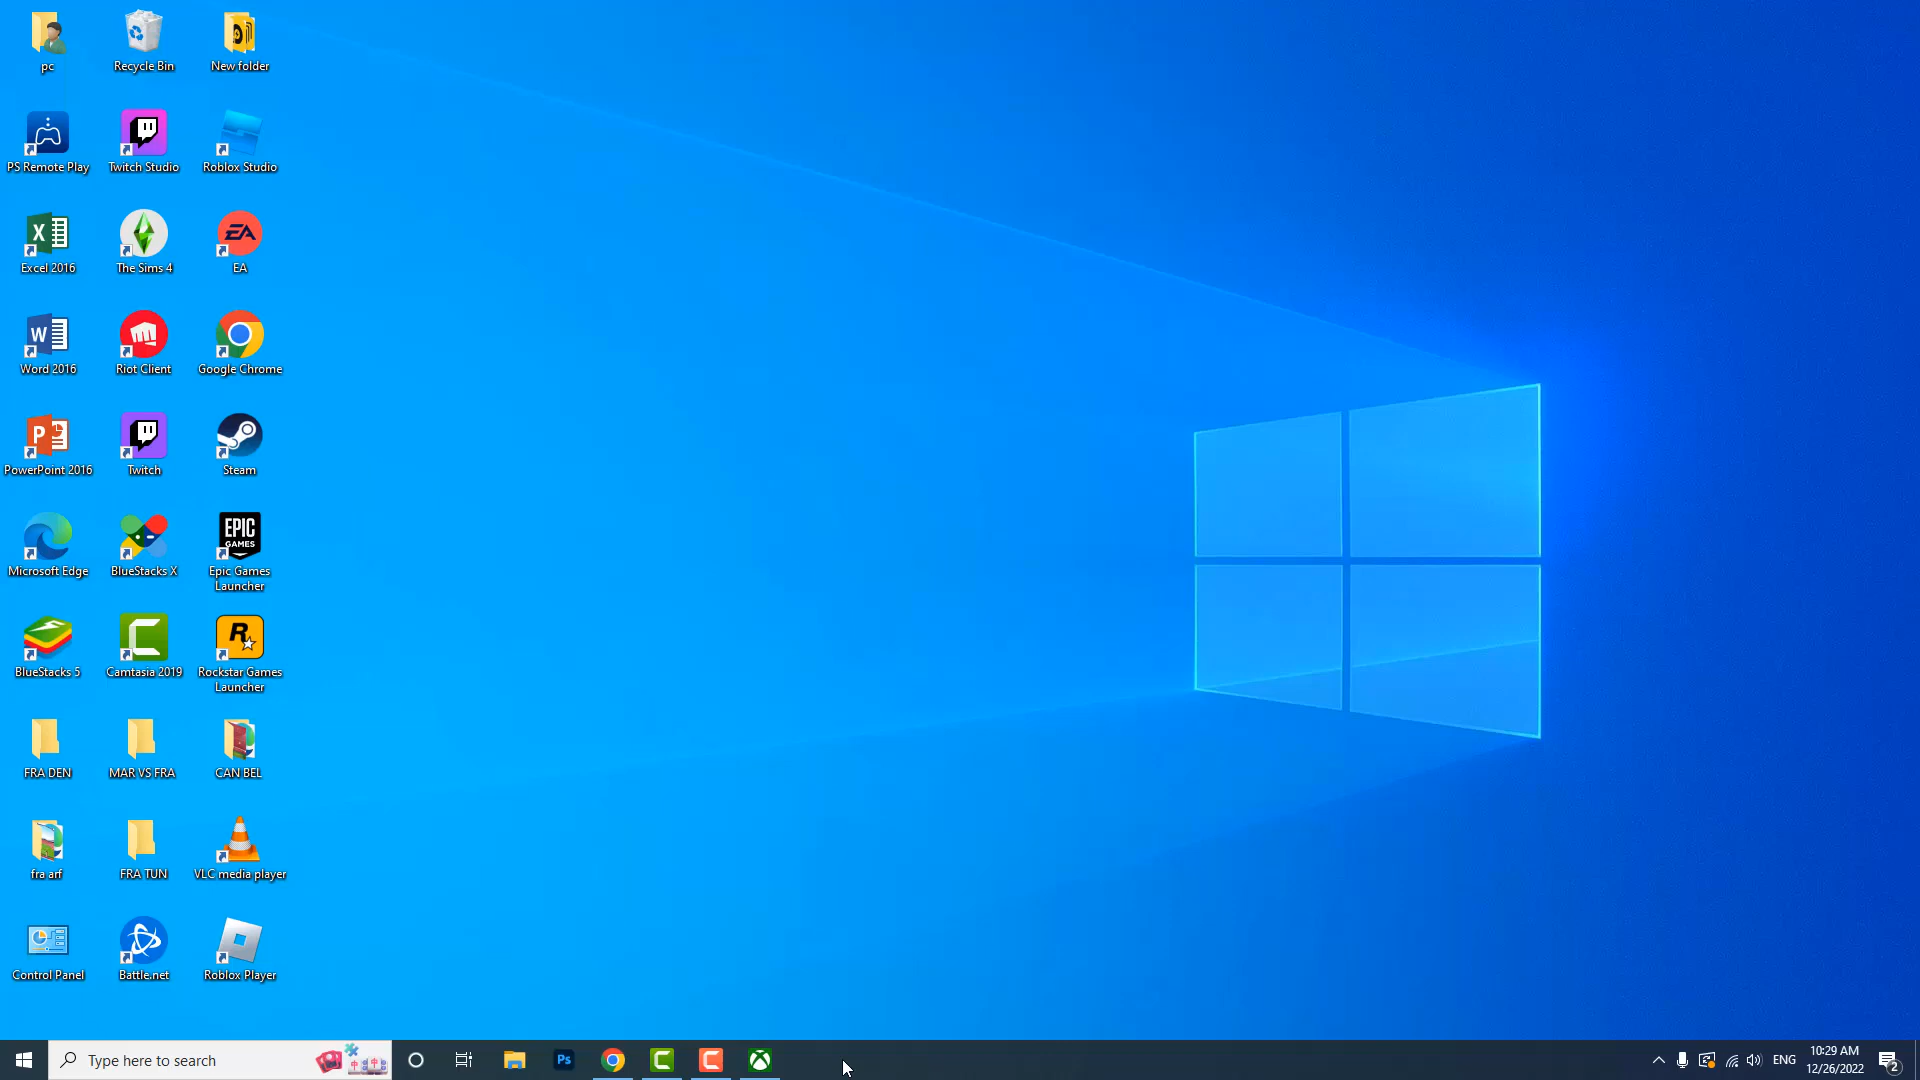 pc
Recycle Bin
New folder
PS Remote Play
Twitch Studio
Roblox Studio
Excel 2016
The Sims 4
EA
Word 2016
Riot Client
Google Chrome
PowerPoint 2016
Twitch
Steam
Microsoft Edge
BlueStacks X
EPIC
GAMES
Epic Games
Launcher
BlueStacks 5
Camtasia 2019
Rockstar Games
Launcher
FRA DEN
MAR VS FRA
CAN BEL
fra arf
FRA TUN
VLC media player
Control Panel
Battle.net
Roblox Player
Type here to search
Ps
ENG
10:29 AM
12/26/2022
2